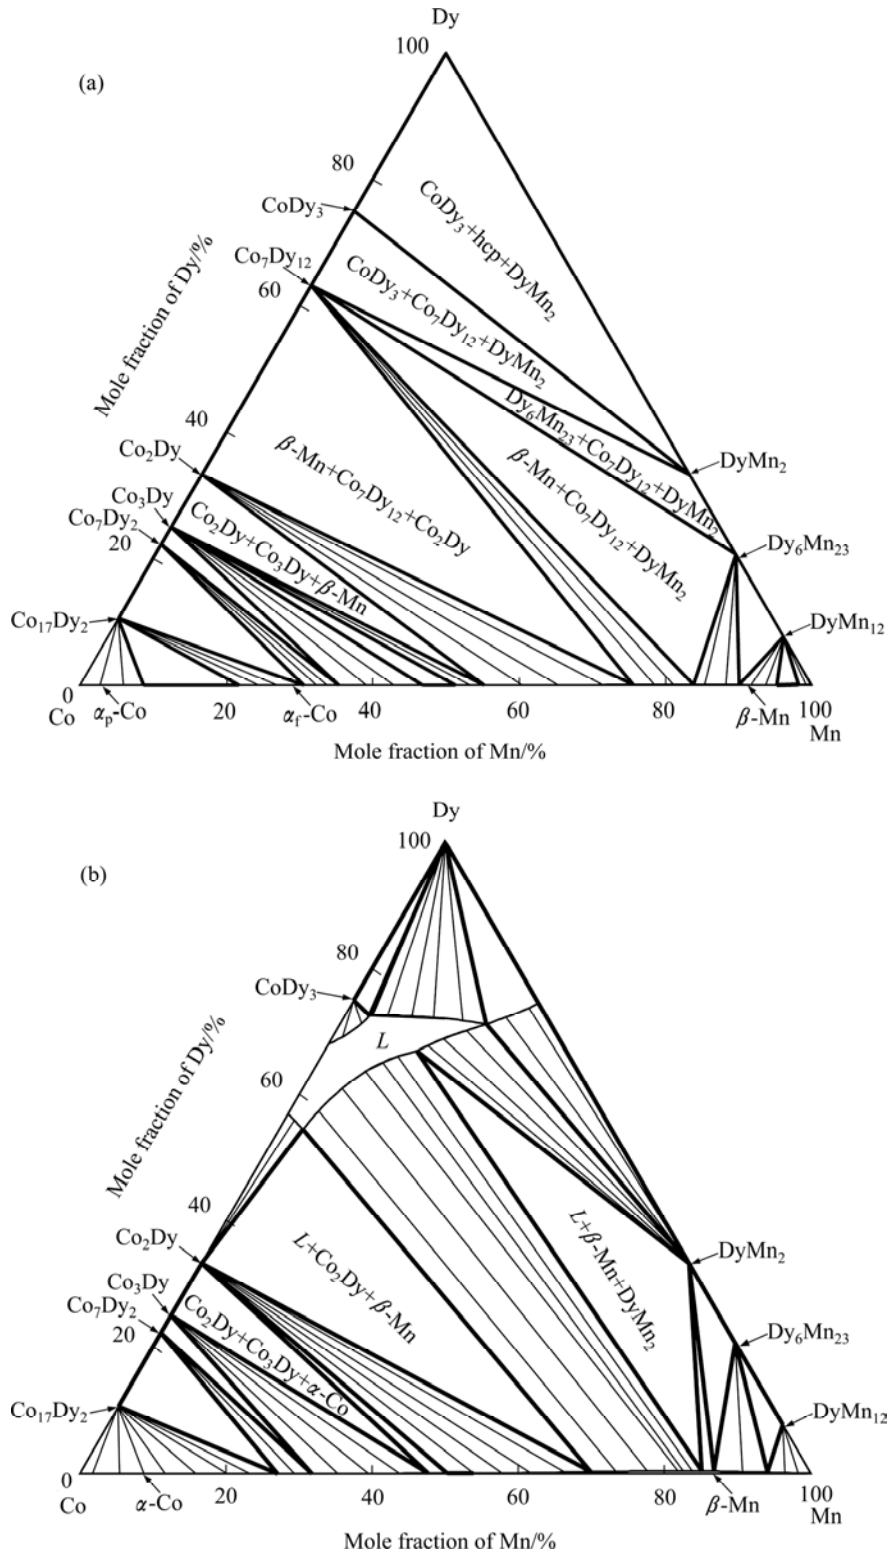 Dy
100
(a)
80
CoDy₃
CoDy₃+hcp+DyMn₂
Co₇Dy₁₂
60
CoDy₃+Co₇Dy₁₂+DyMn₂
Mole fraction of Dy/%
Dy₆Mn₂₃+Co₇Dy₁₂+DyMn₂
40
Co₂Dy
β-Mn+Co₇Dy₁₂+Co₂Dy
β-Mn+Co₇Dy₁₂+DyMn₂
DyMn₂
Co₃Dy
Co₇Dy₂
20
Co₂Dy+Co₃Dy+β-Mn
Dy₆Mn₂₃
Co₁₇Dy₂
DyMn₁₂
0
Co
αₚ-Co
20
α_f-Co
40
60
80
β-Mn
100
Mn
Mole fraction of Mn/%
Dy
100
(b)
80
CoDy₃
L
Mole fraction of Dy/%
60
40
Co₂Dy
L+Co₂Dy+β-Mn
L+β-Mn+DyMn₂
DyMn₂
Co₃Dy
Co₇Dy₂
20
Co₂Dy+Co₃Dy+α-Co
Dy₆Mn₂₃
Co₁₇Dy₂
DyMn₁₂
0
Co
α-Co
20
40
60
80
β-Mn
100
Mn
Mole fraction of Mn/%